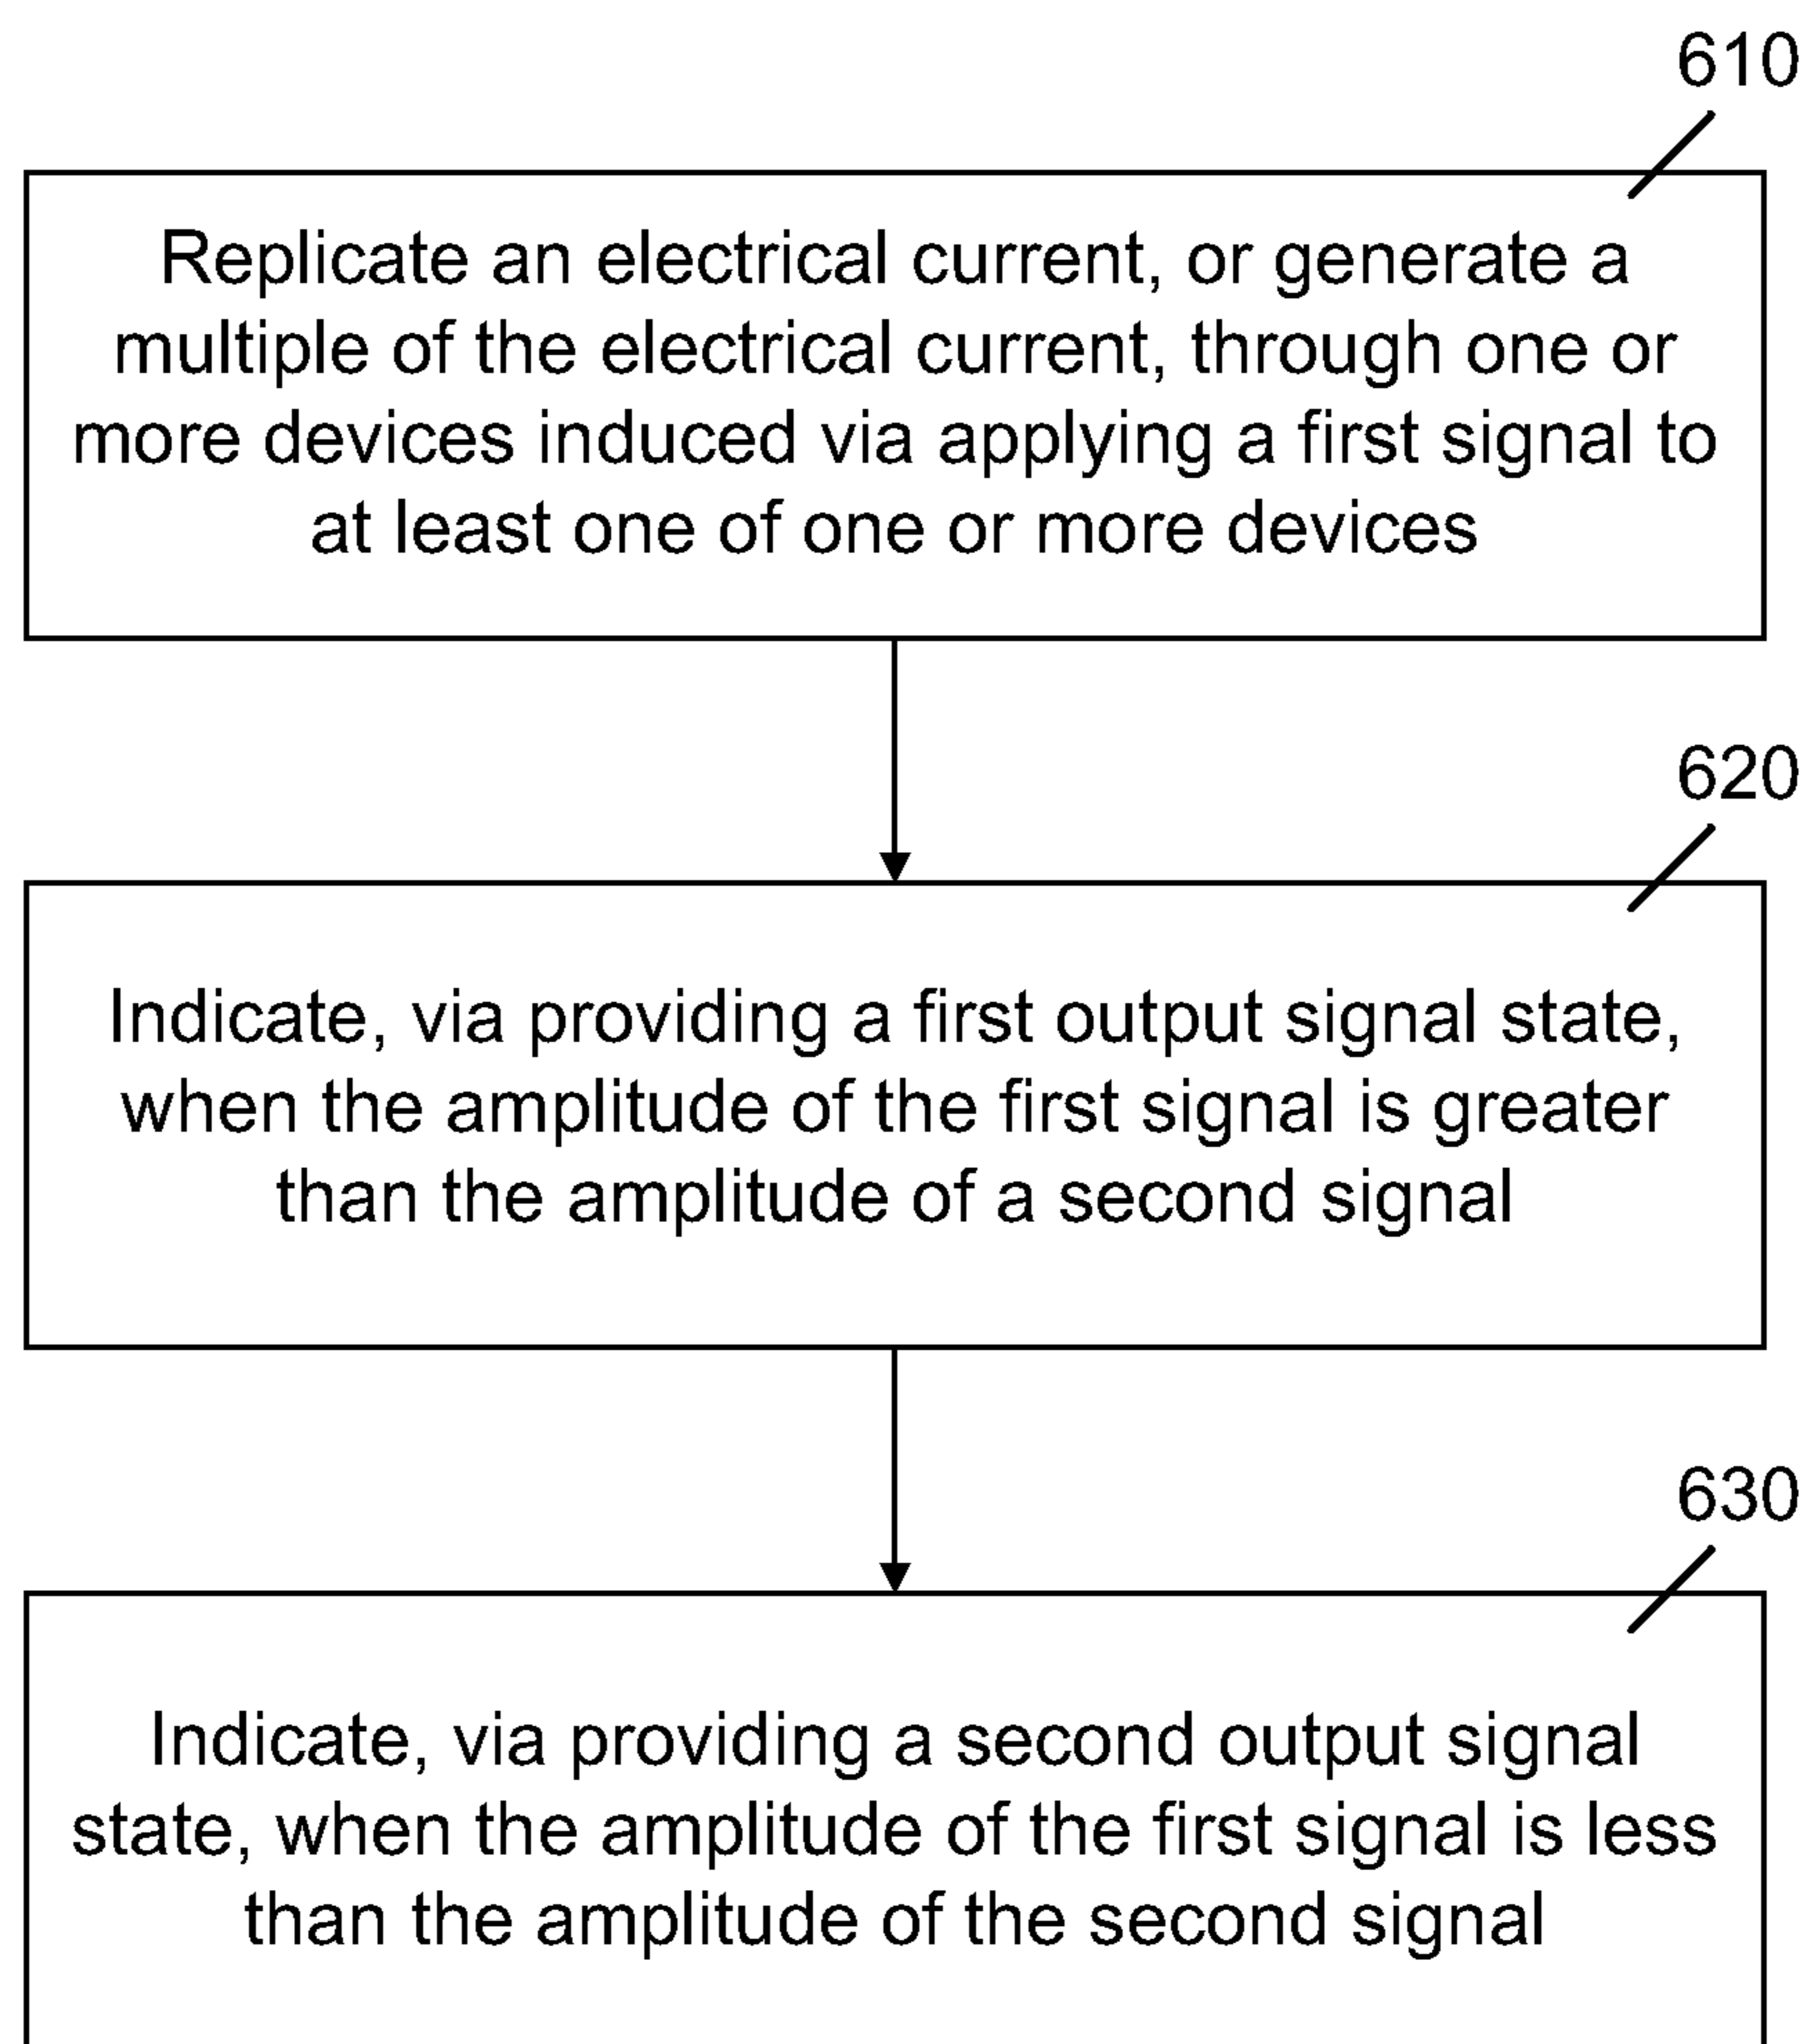 610
Replicate an electrical current, or generate a
multiple of the electrical current, through one or
more devices induced via applying a first signal to
at least one of one or more devices
620
Indicate, via providing a first output signal state,
when the amplitude of the first signal is greater
than the amplitude of a second signal
630
Indicate, via providing a second output signal
state, when the amplitude of the first signal is less
than the amplitude of the second signal